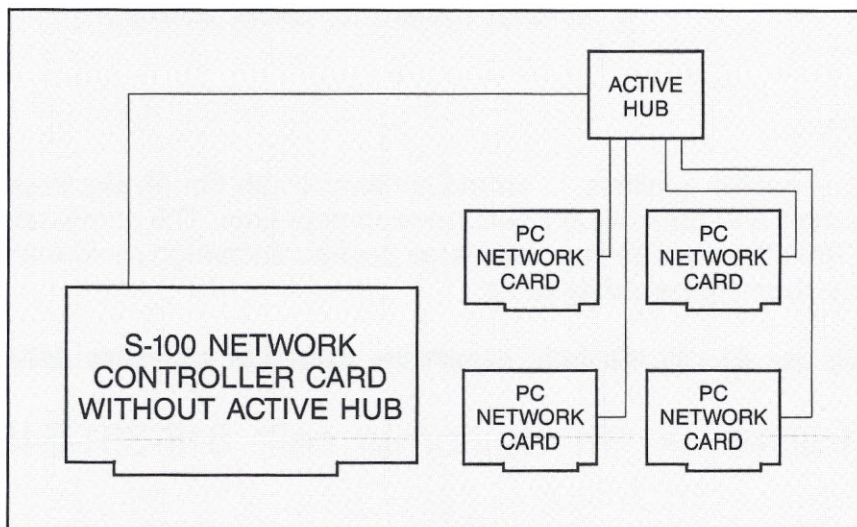 ACTIVE
HUB
PC
NETWORK
CARD
PC
NETWORK
CARD
S-100 NETWORK
CONTROLLER CARD
WITHOUT ACTIVE HUB
PC
NETWORK
CARD
PC
NETWORK
CARD